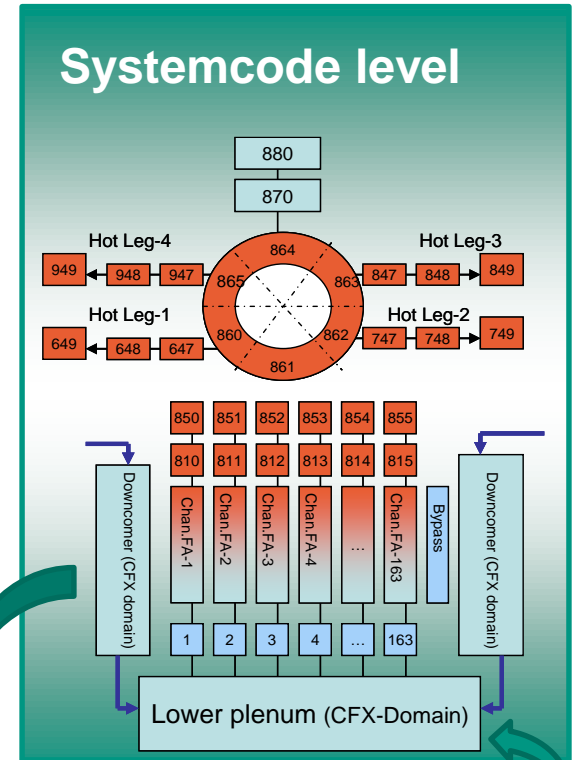 Systemcode level
880
870
Hot Leg-4
Hot Leg-3
864
949 948 947 865 863 847 848 849
Hot Leg-1
Hot Leg-2
649 648 647 860 862 747 748 749
861
850 851 852 853 854 855
810 811 812 813 814 815
Chan.FA-1
Chan.FA-2
Chan.FA-3
Chan.FA-4
...
Chan.FA-163
Bypass
Downcomer (CFX domain)
Downcomer (CFX domain)
1 2 3 4 ... 163
Lower plenum (CFX-Domain)